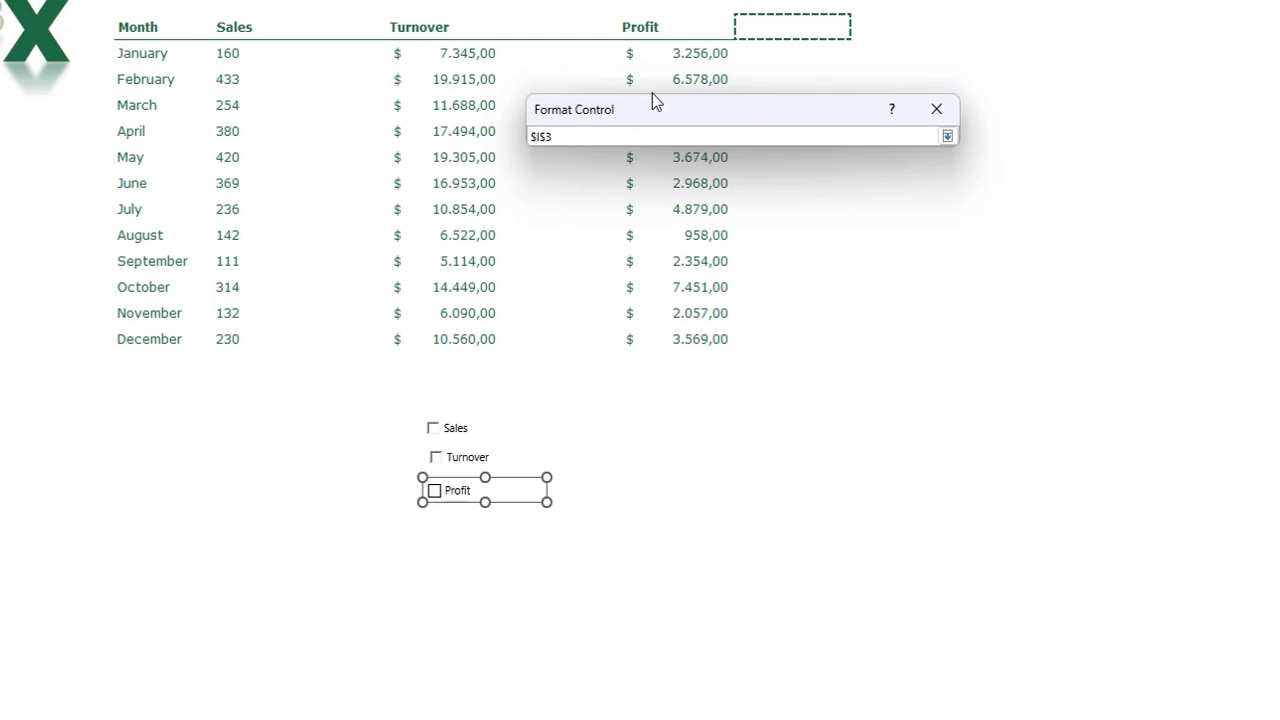 Month Sales Turnover Profit
January 160 $ 7.345,00 $ 3.256,00
February 433 $ 19.915,00 $ 6.578,00
March 254 $ 11.688,00
Format Control ?
April 380 $ 17.494,00
$I$3
May 420 $ 19.305,00 $ 3.674,00
June 369 $ 16.953,00 $ 2.968,00
July 236 $ 10.854,00 $ 4.879,00
August 142 $ 6.522,00 $ 958,00
September 111 $ 5.114,00 $ 2.354,00
October 314 $ 14.449,00 $ 7.451,00
November 132 $ 6.090,00 $ 2.057,00
December 230 $ 10.560,00 $ 3.569,00
Sales
Turnover
Profit